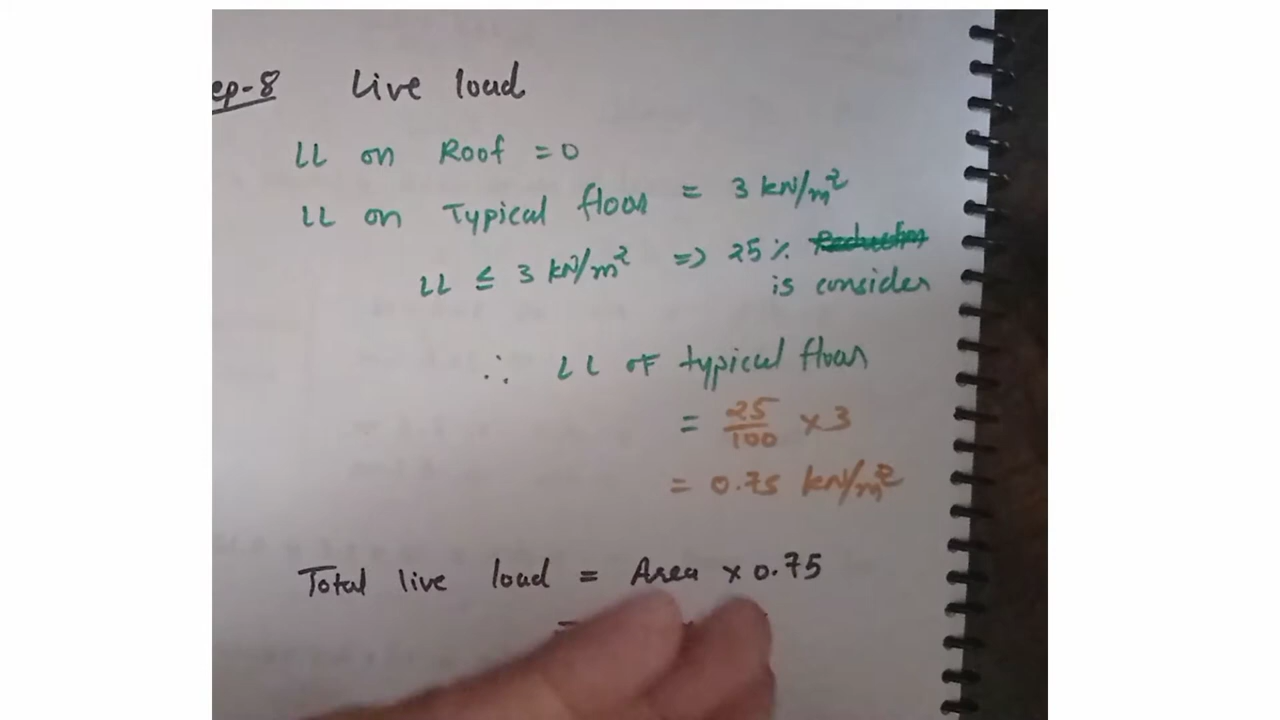 ep-8 Live load
LL on Roof = 0
LL on Typical floor = 3 kN/m²
LL ≤ 3 kN/m² => 25%
is consider
∴ LL of typical floor
= 25/100 × 3
= 0.75 kN/m²
Total live load = Area × 0.75
=